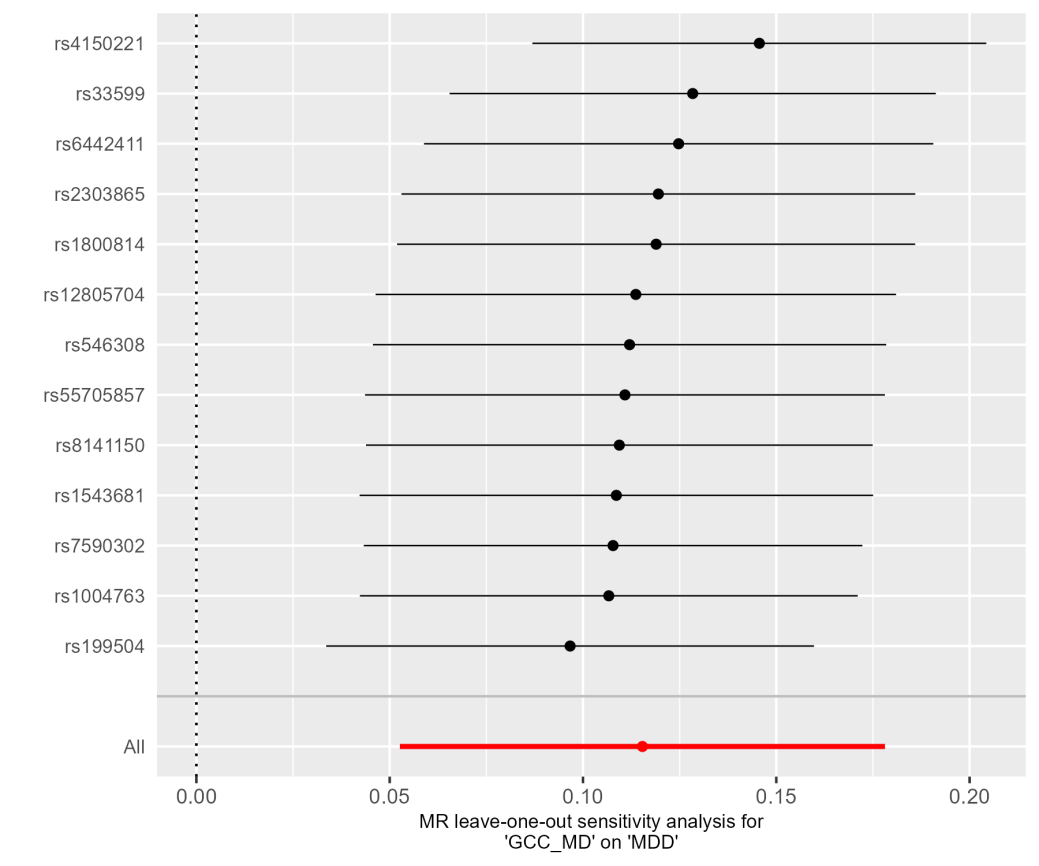 rs4150221
rs33599
rs6442411
rs2303865
rs1800814
rs12805704
rs546308
rs55705857
rs8141150
rs1543681
rs7590302
rs1004763
rs199504
All
0.00 0.05 0.10 0.15 0.20
MR leave-one-out sensitivity analysis for
'GCC_MD' on 'MDD'